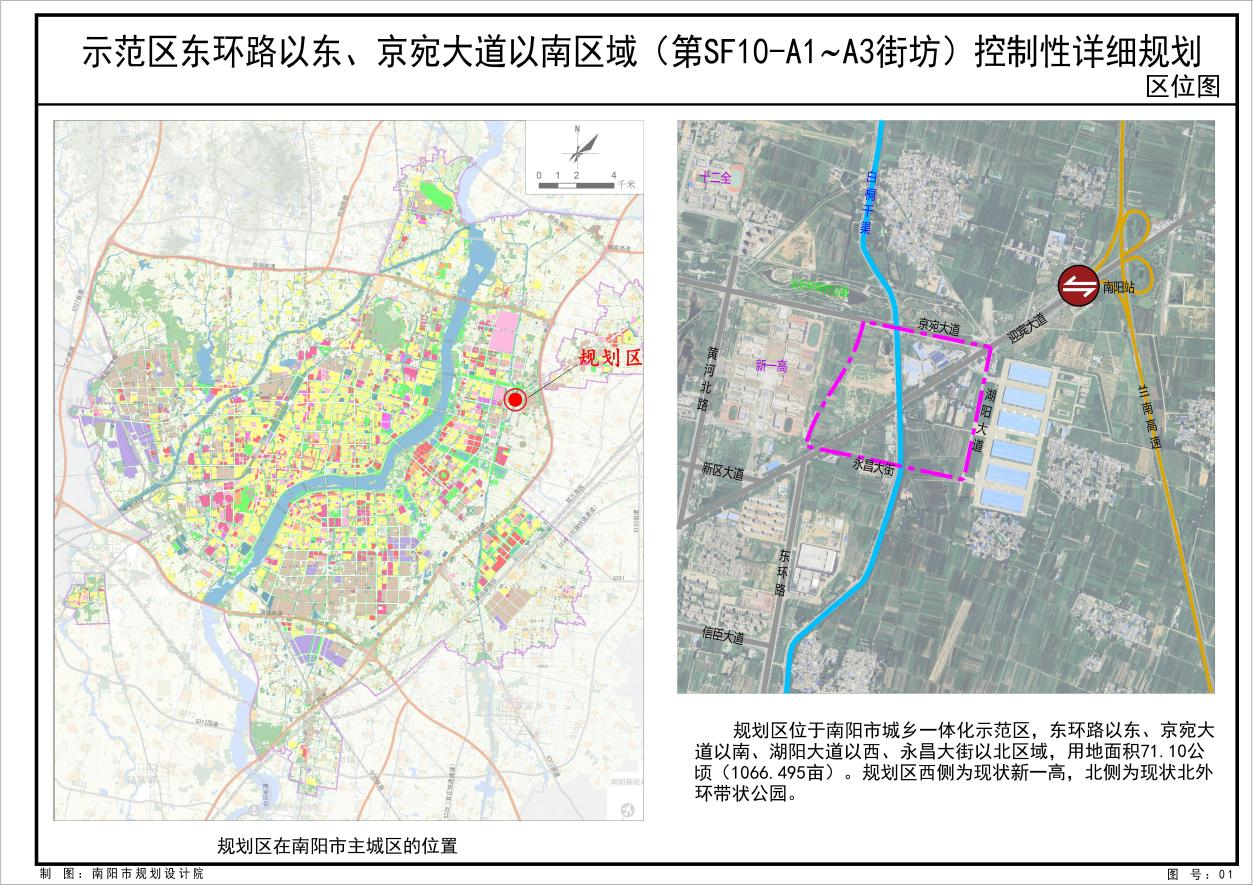 示范区东环路以东、京宛大道以南区域（第SF10-A1~A3街坊）控制性详细规划
区位图
N
0 1 2 4
千米
规划区
十二全
白桐干渠
南阳站
京宛大道
迎宾大道
黄河北路
新一高
湖阳大道
兰南高速
新区大道
永昌大街
东环路
信臣大道
规划区位于南阳市城乡一体化示范区，东环路以东、京宛大
道以南、湖阳大道以西、永昌大街以北区域，用地面积71.10公
顷（1066.495亩）。规划区西侧为现状新一高，北侧为现状北外
环带状公园。
规划区在南阳市主城区的位置
制 图：南阳市规划设计院
图 号：01